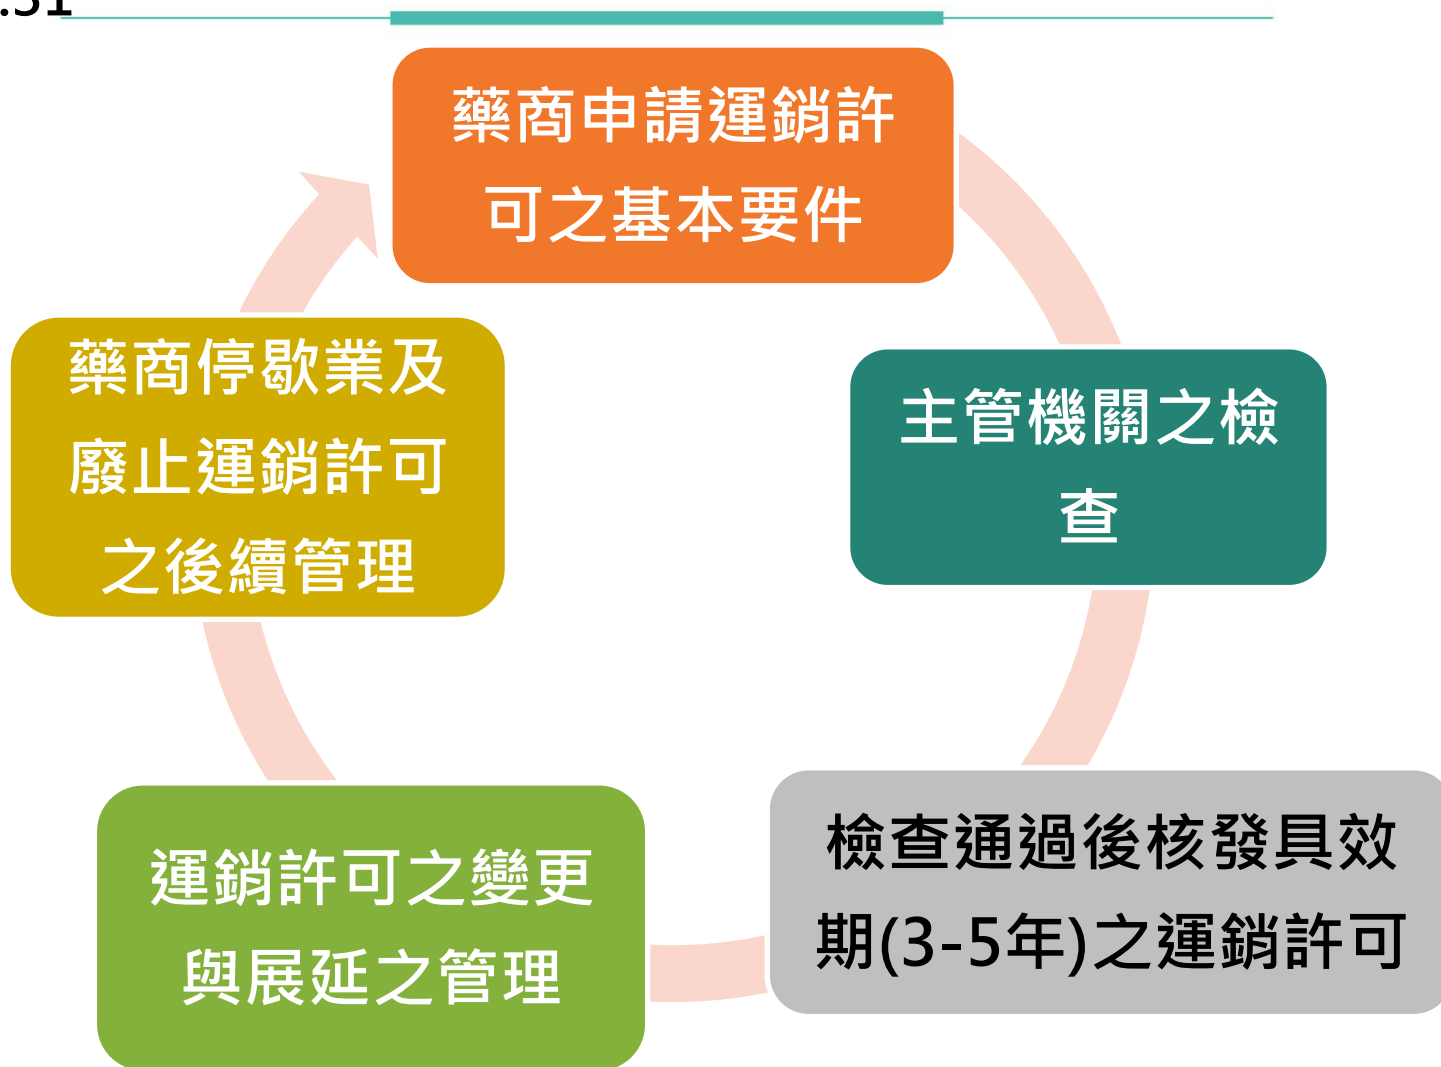 .31
藥商申請運銷許
可之基本要件
主管機關之檢
查
檢查通過後核發具效
期(3-5年)之運銷許可
運銷許可之變更
與展延之管理
藥商停歇業及
廢止運銷許可
之後續管理